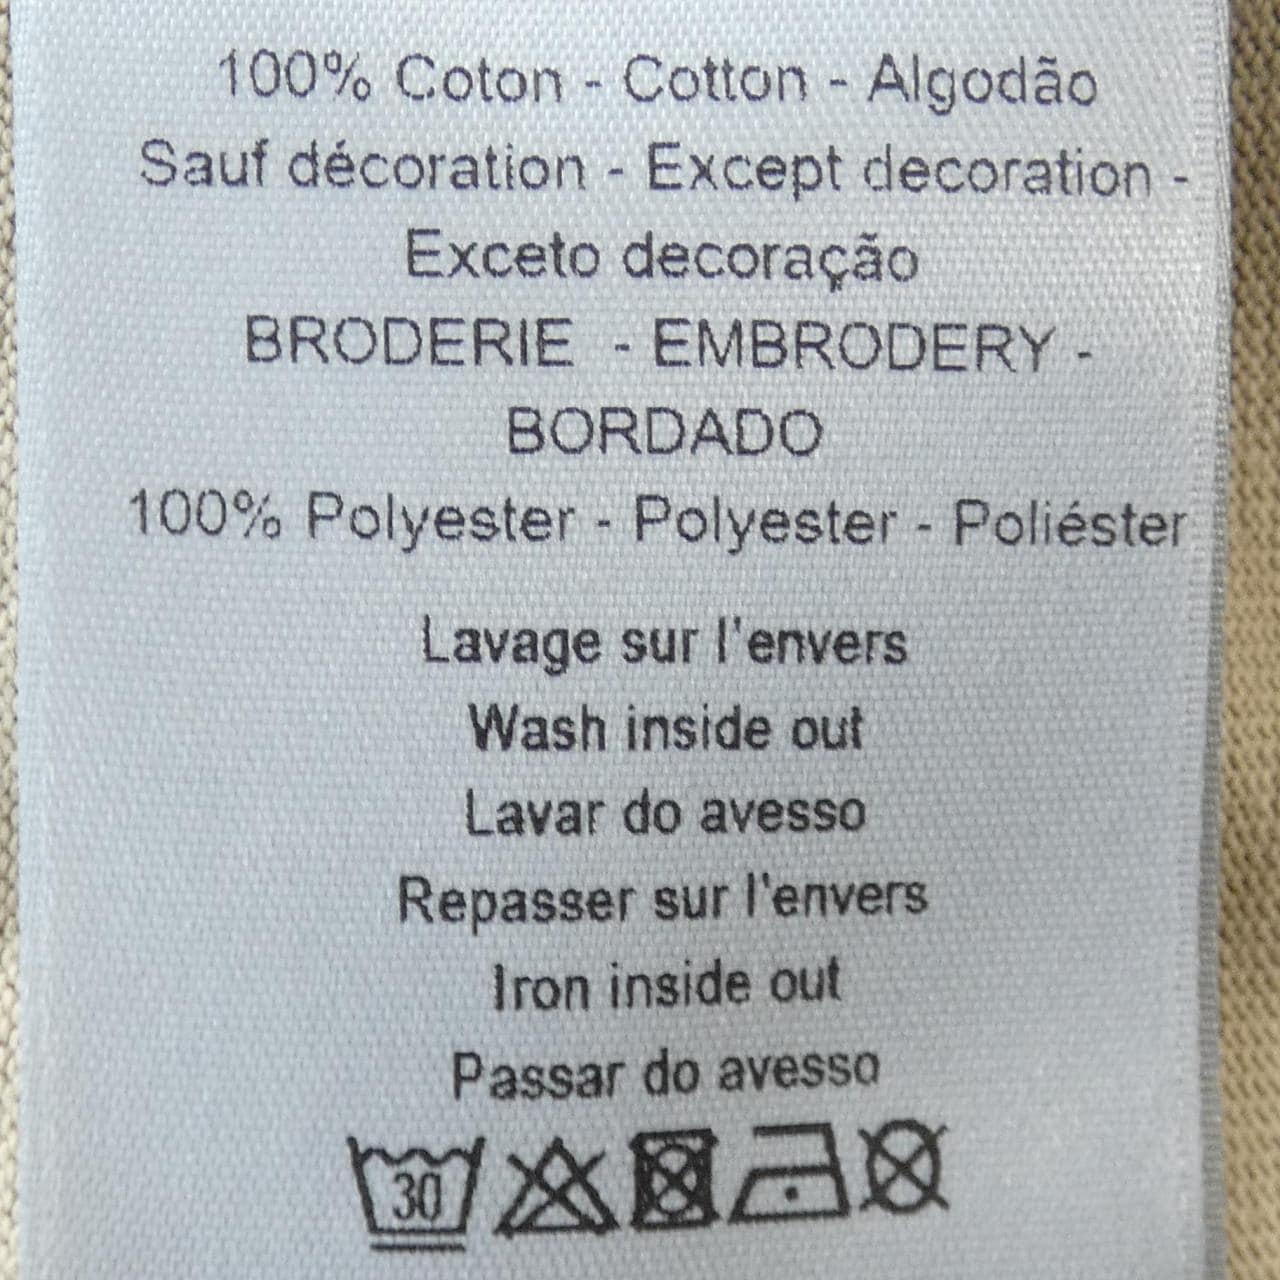 100% Coton - Cotton - Algodão
Sauf décoration - Except decoration -
Exceto decoração
BRODERIE - EMBRODERY -
BORDADO
100% Polyester - Polyester - Poliéster
Lavage sur l'envers
Wash inside out
Lavar do avesso
Repasser sur l'envers
Iron inside out
Passar do avesso
30